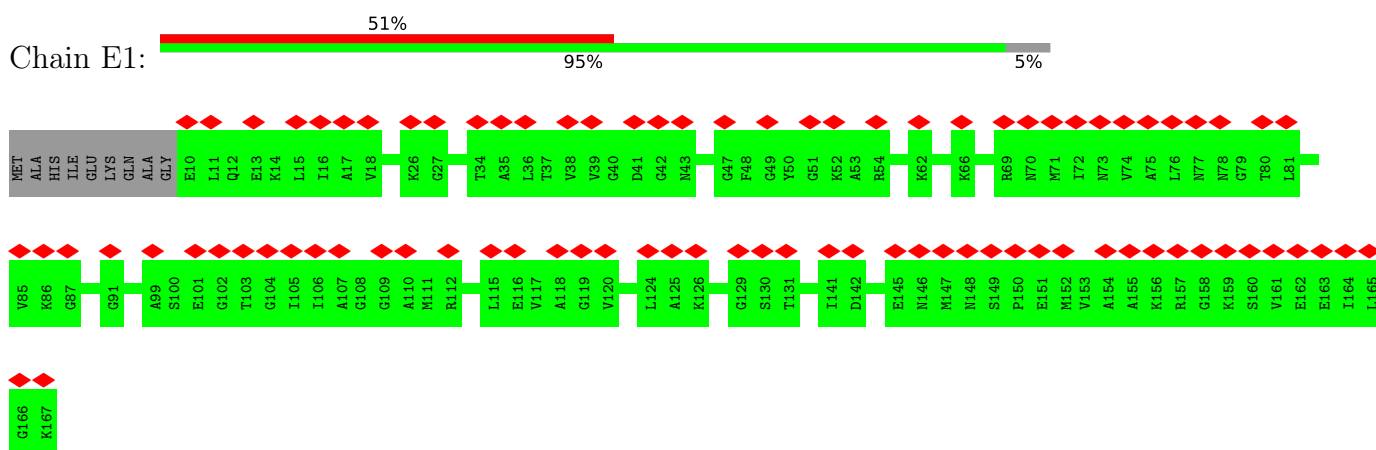 51%
Chain E1:
95% 5%
MET ALA HIS ILE GLU LYS GLN ALA GLY E10 L11 Q12 E13 K14 L15 I16 A17 V18 K26 G27 T34 A35 L36 T37 V38 V39 G40 D41 G42 N43 G47 F48 G49 Y50 G51 K52 A53 R54 K62 K66 R69 N70 M71 I72 N73 V74 A75 L76 N77 N78 G79 T80 L81
V85 K86 G87 G91 A99 S100 E101 G102 T103 G104 I105 I106 A107 G108 G109 A110 M111 R112 L115 E116 V117 A118 G119 V120 L124 A125 K126 G129 S130 T131 I141 D142 E145 N146 M147 N148 S149 P150 E151 M152 V153 A154 A155 K156 R157 G158 K159 S160 V161 E162 E163 I164 L165
G166 K167